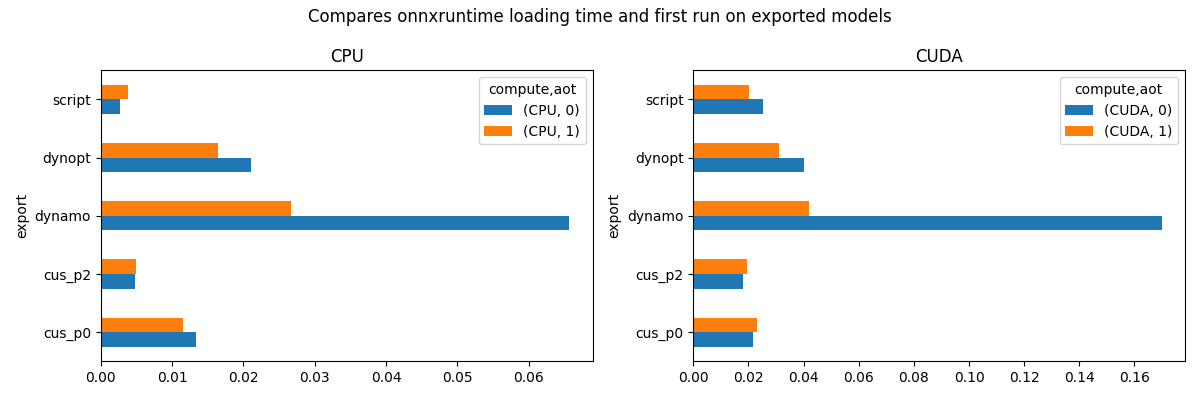 Compares onnxruntime loading time and first run on exported models
CPU
export
script
dynopt
dynamo
cus_p2
cus_p0
compute,aot
(CPU, 0)
(CPU, 1)
0.00 0.01 0.02 0.03 0.04 0.05 0.06
CUDA
export
script
dynopt
dynamo
cus_p2
cus_p0
compute,aot
(CUDA, 0)
(CUDA, 1)
0.00 0.02 0.04 0.06 0.08 0.10 0.12 0.14 0.16